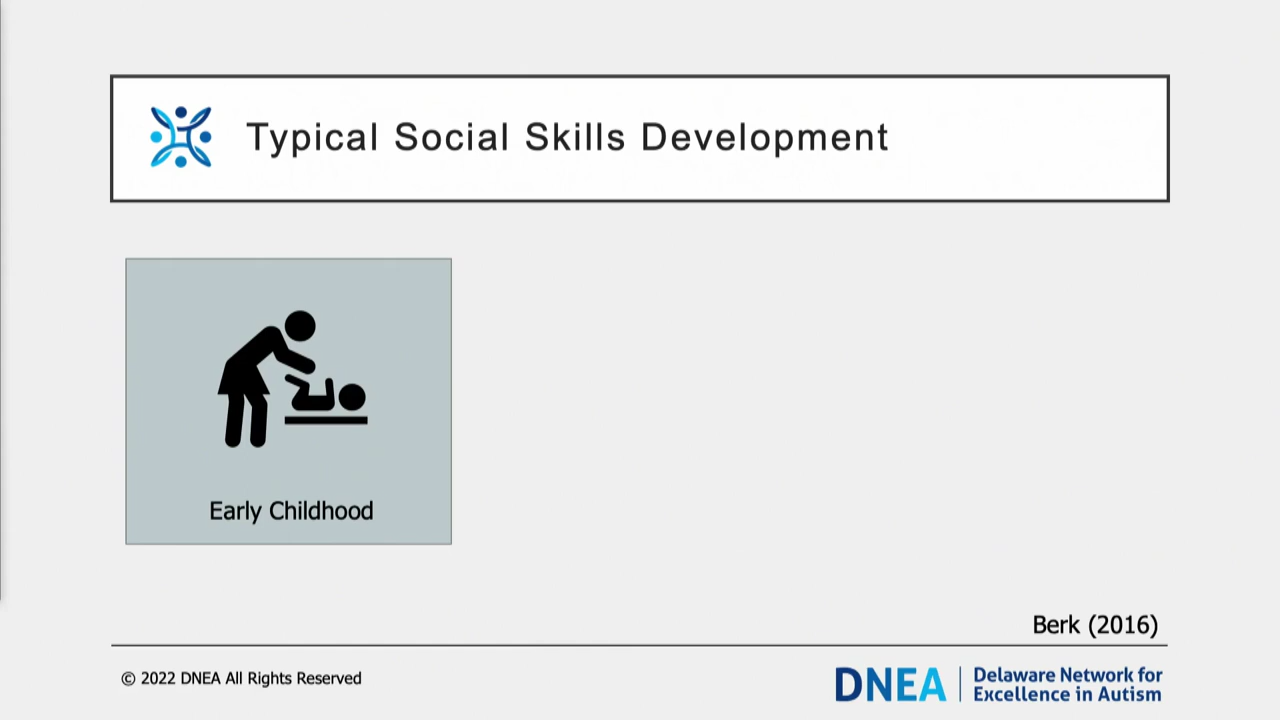 Typical Social Skills Development
Early Childhood
Berk (2016)
© 2022 DNEA All Rights Reserved
DNEA
Delaware Network for
Excellence in Autism